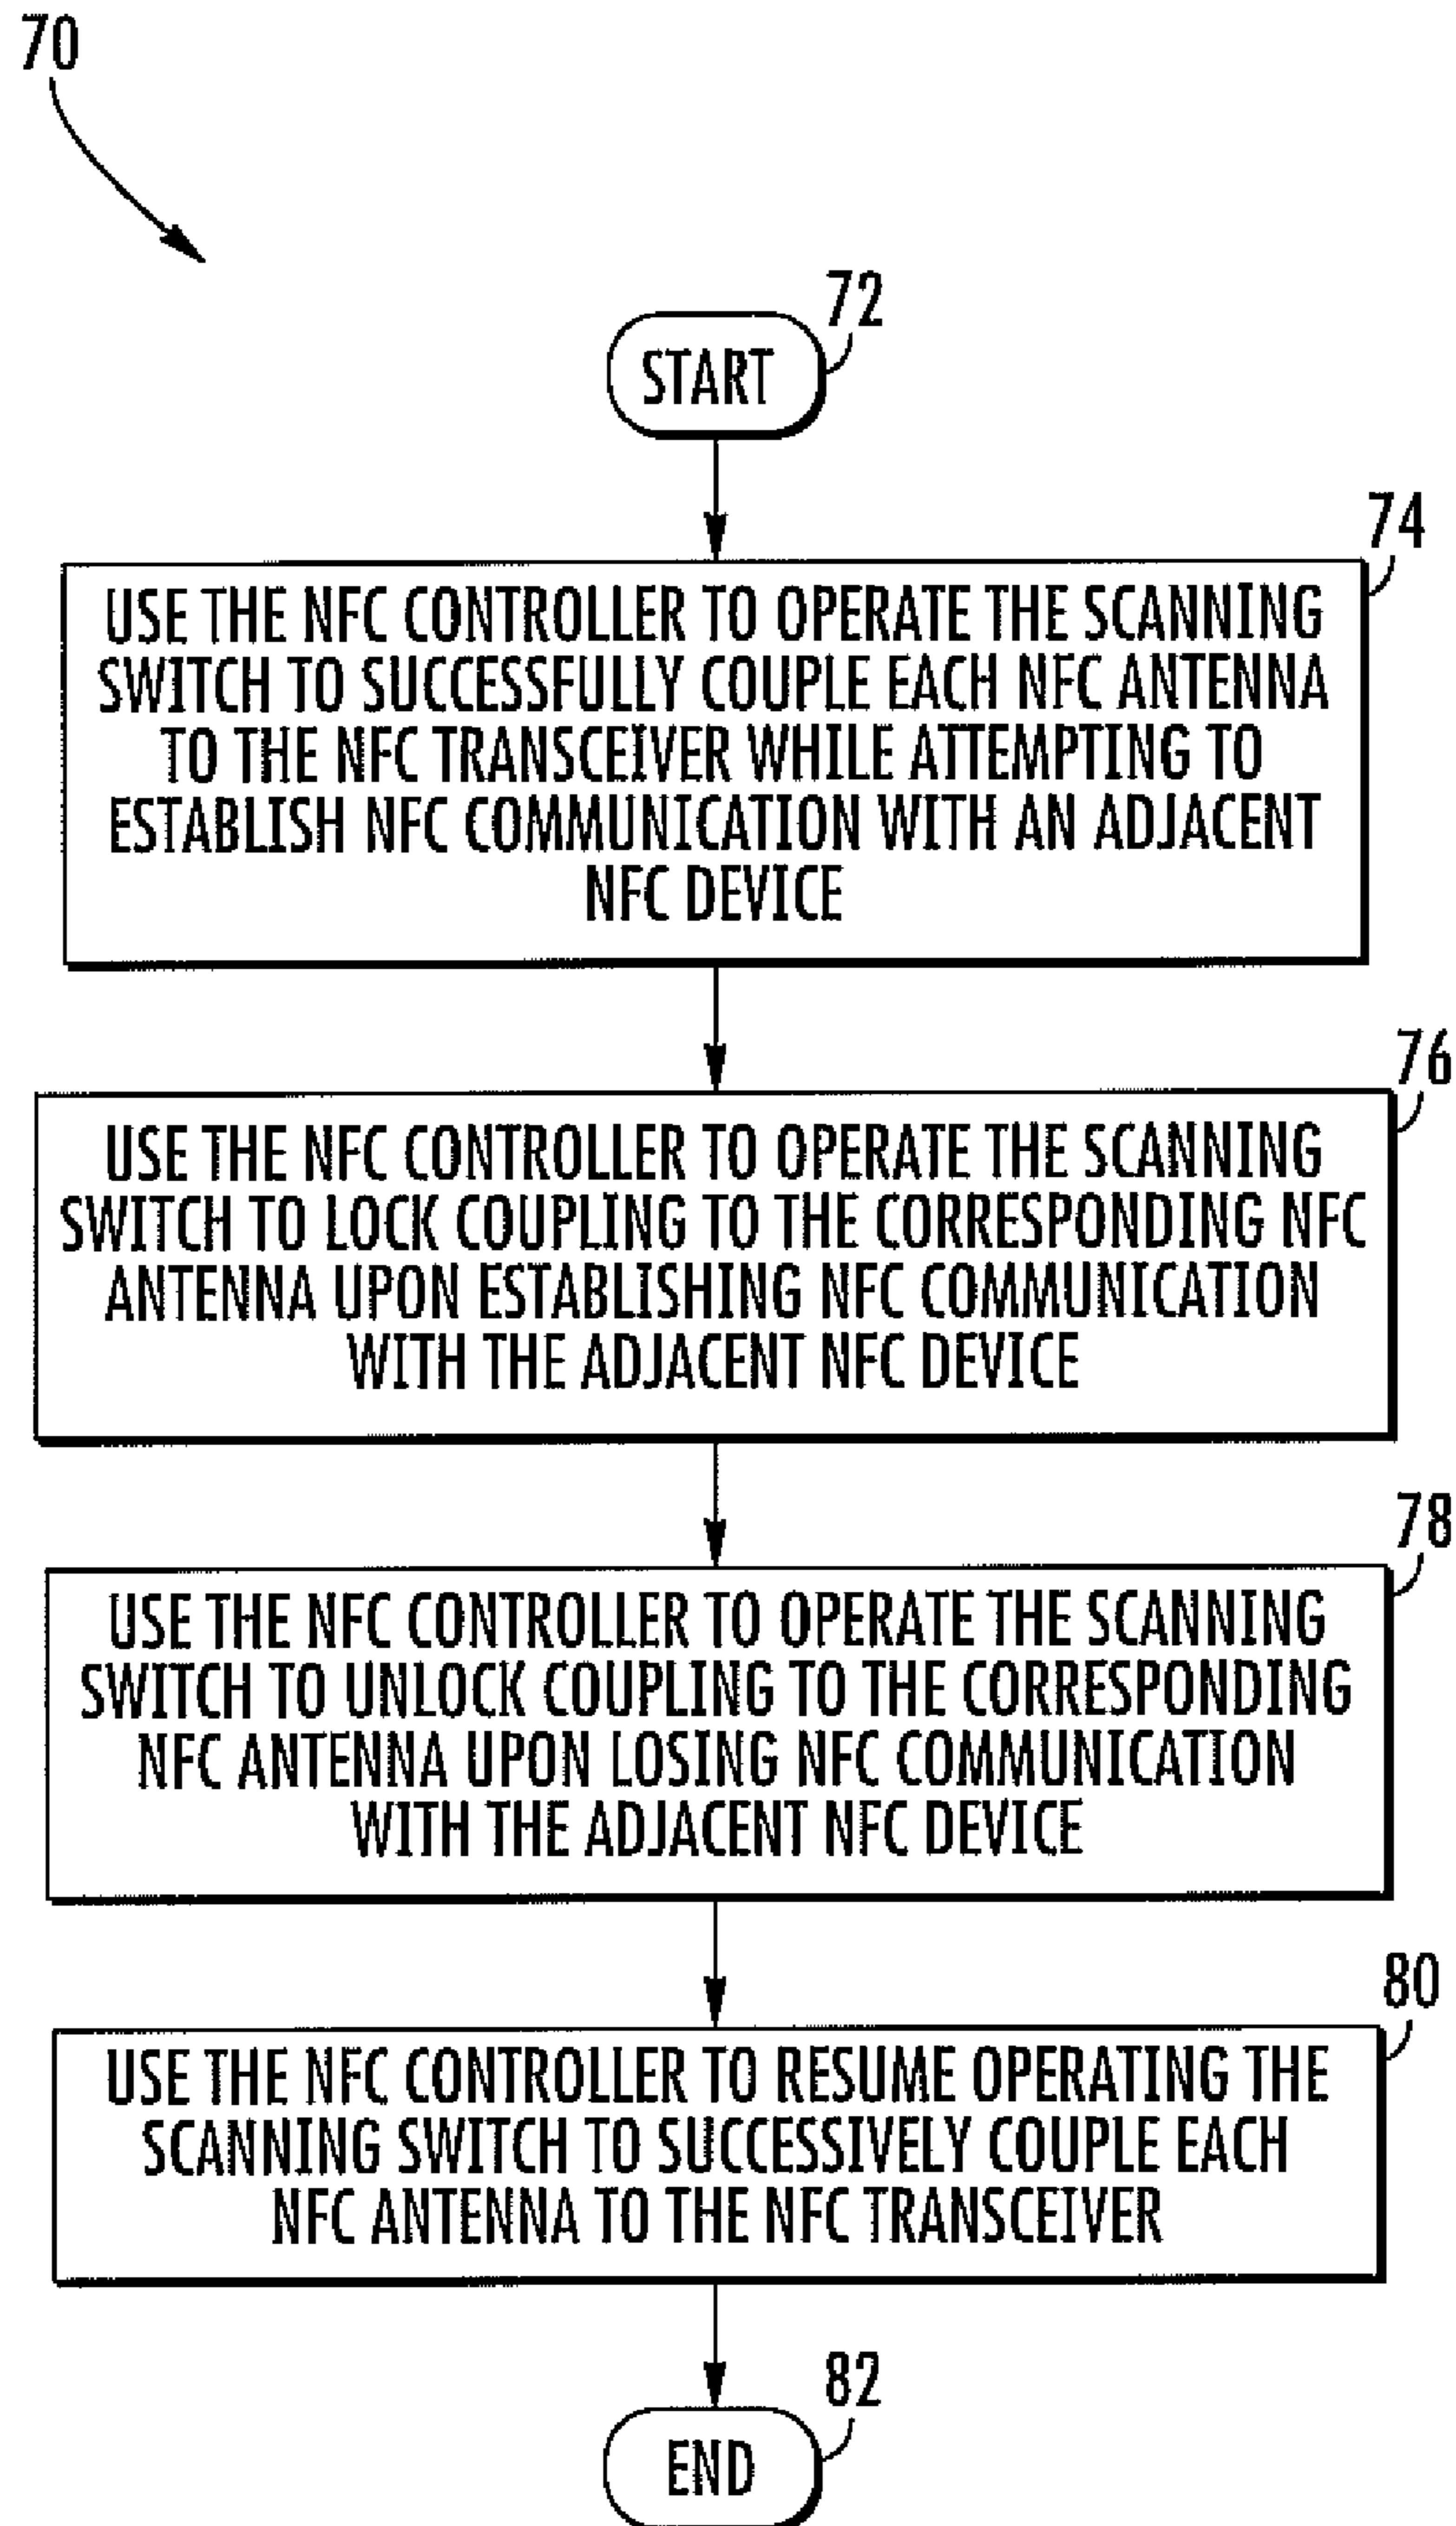 70
72
START
74
USE THE NFC CONTROLLER TO OPERATE THE SCANNING
SWITCH TO SUCCESSFULLY COUPLE EACH NFC ANTENNA
TO THE NFC TRANSCEIVER WHILE ATTEMPTING TO
ESTABLISH NFC COMMUNICATION WITH AN ADJACENT
NFC DEVICE
76
USE THE NFC CONTROLLER TO OPERATE THE SCANNING
SWITCH TO LOCK COUPLING TO THE CORRESPONDING NFC
ANTENNA UPON ESTABLISHING NFC COMMUNICATION
WITH THE ADJACENT NFC DEVICE
78
USE THE NFC CONTROLLER TO OPERATE THE SCANNING
SWITCH TO UNLOCK COUPLING TO THE CORRESPONDING
NFC ANTENNA UPON LOSING NFC COMMUNICATION
WITH THE ADJACENT NFC DEVICE
80
USE THE NFC CONTROLLER TO RESUME OPERATING THE
SCANNING SWITCH TO SUCCESSIVELY COUPLE EACH
NFC ANTENNA TO THE NFC TRANSCEIVER
82
END